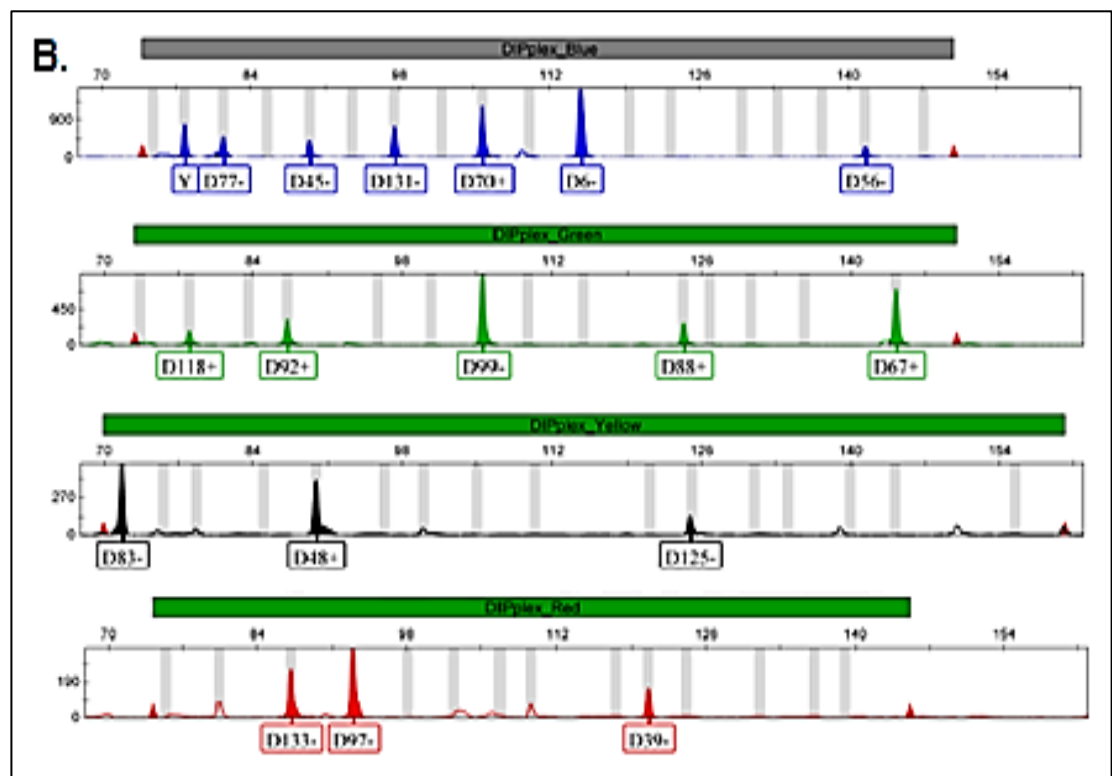 B.
DIPplex_Blue
70 84 98 112 126 140 154
900
0
Y D77- D45- D131- D70+ D6- D56-
DIPplex_Green
70 84 98 112 126 140 154
450
0
D118+ D92+ D99- D88+ D67+
DIPplex_Yellow
70 84 98 112 126 140 154
270
0
D83- D48+ D125-
DIPplex_Red
70 84 98 112 126 140 154
190
0
D133- D97- D39-